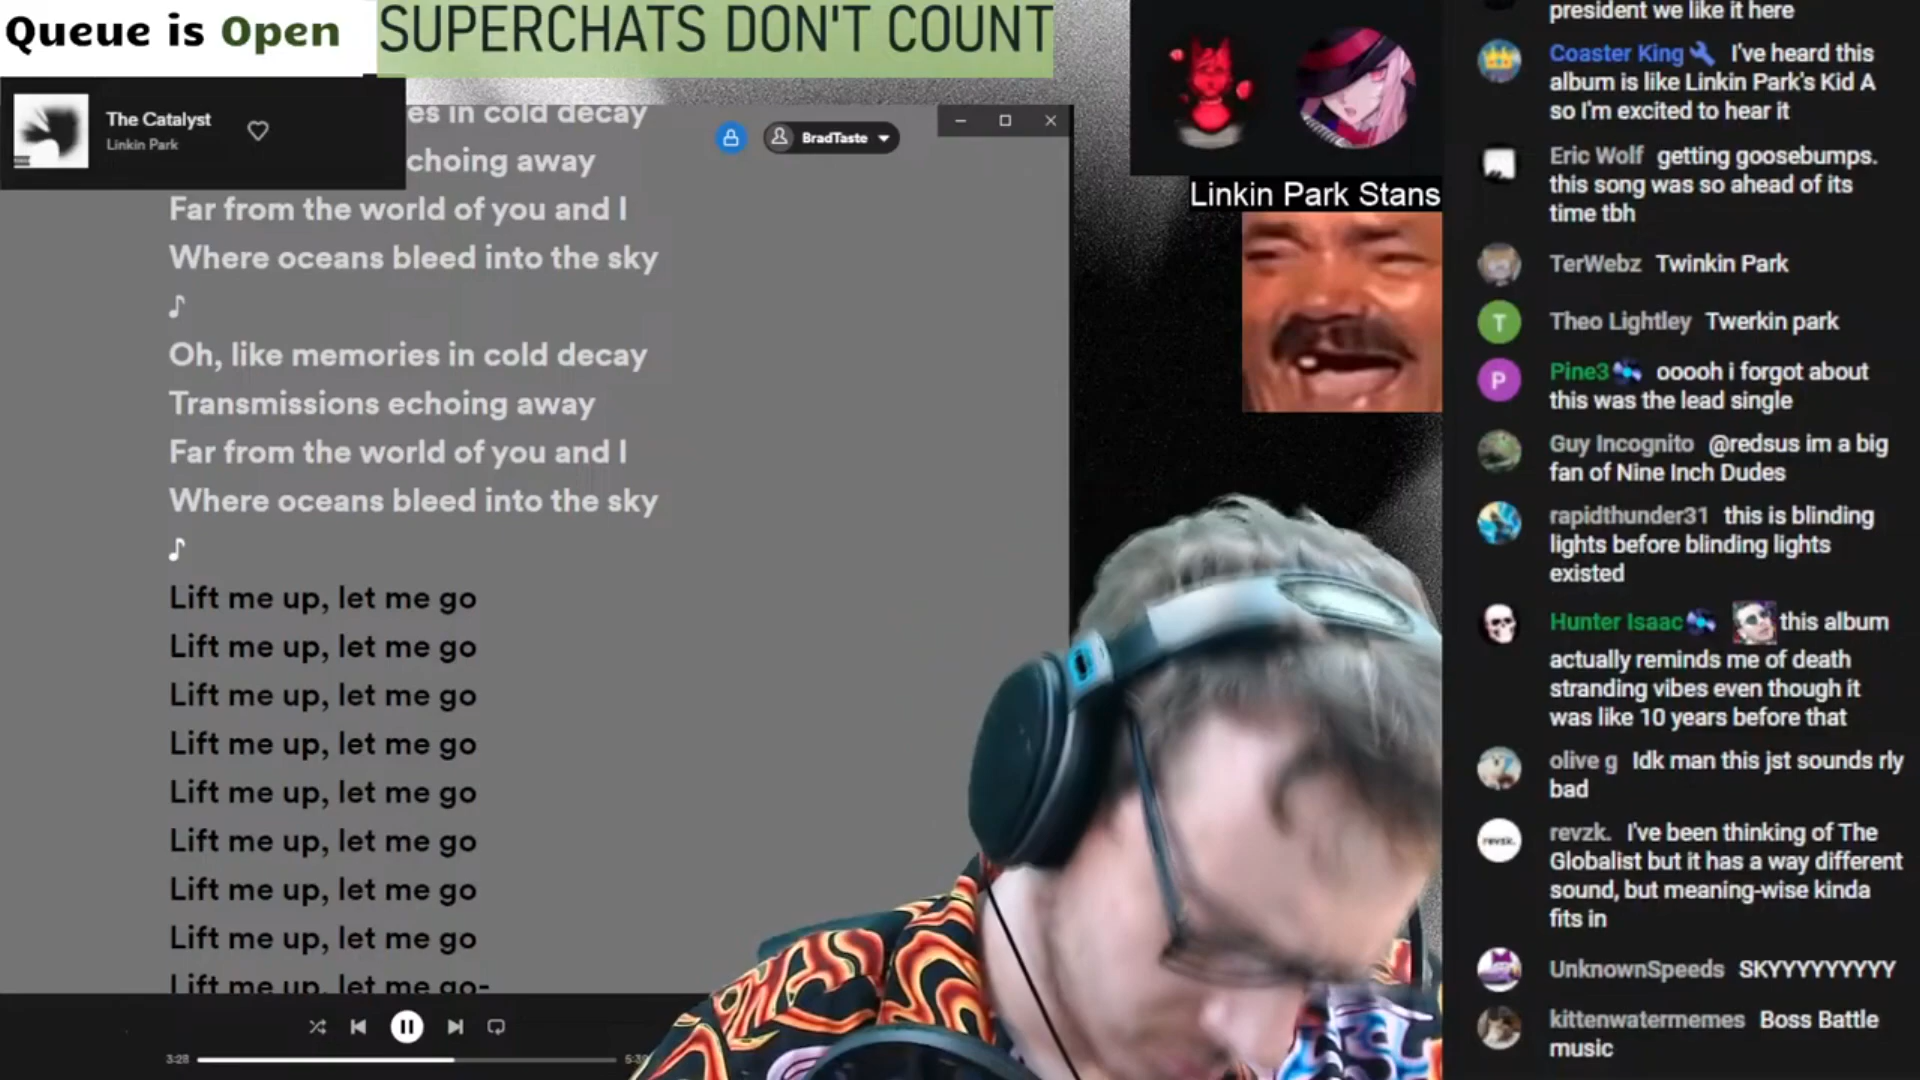 Queue is Open
SUPERCHATS DON'T COUNT
The Catalyst
Linkin Park
es in cold decay
choing away
Far from the world of you and I
Where oceans bleed into the sky
♪
Oh, like memories in cold decay
Transmissions echoing away
Far from the world of you and I
Where oceans bleed into the sky
♪
Lift me up, let me go
Lift me up, let me go
Lift me up, let me go
Lift me up, let me go
Lift me up, let me go
Lift me up, let me go
Lift me up, let me go
Lift me up, let me go
Lift me up, let me go-
3:28
BradTaste
Linkin Park Stans
president we like it here
Coaster King I've heard this
album is like Linkin Park's Kid A
so I'm excited to hear it
Eric Wolf getting goosebumps.
this song was so ahead of its
time tbh
TerWebz Twinkin Park
T
Theo Lightley Twerkin park
P
Pine3 ooooh i forgot about
this was the lead single
Guy Incognito @redsus im a big
fan of Nine Inch Dudes
rapidthunder31 this is blinding
lights before blinding lights
existed
Hunter Isaac this album
actually reminds me of death
stranding vibes even though it
was like 10 years before that
olive g Idk man this jst sounds rly
bad
revzk.
revzk. I've been thinking of The
Globalist but it has a way different
sound, but meaning-wise kinda
fits in
UnknownSpeeds SKYYYYYYYYY
kittenwatermemes Boss Battle
music